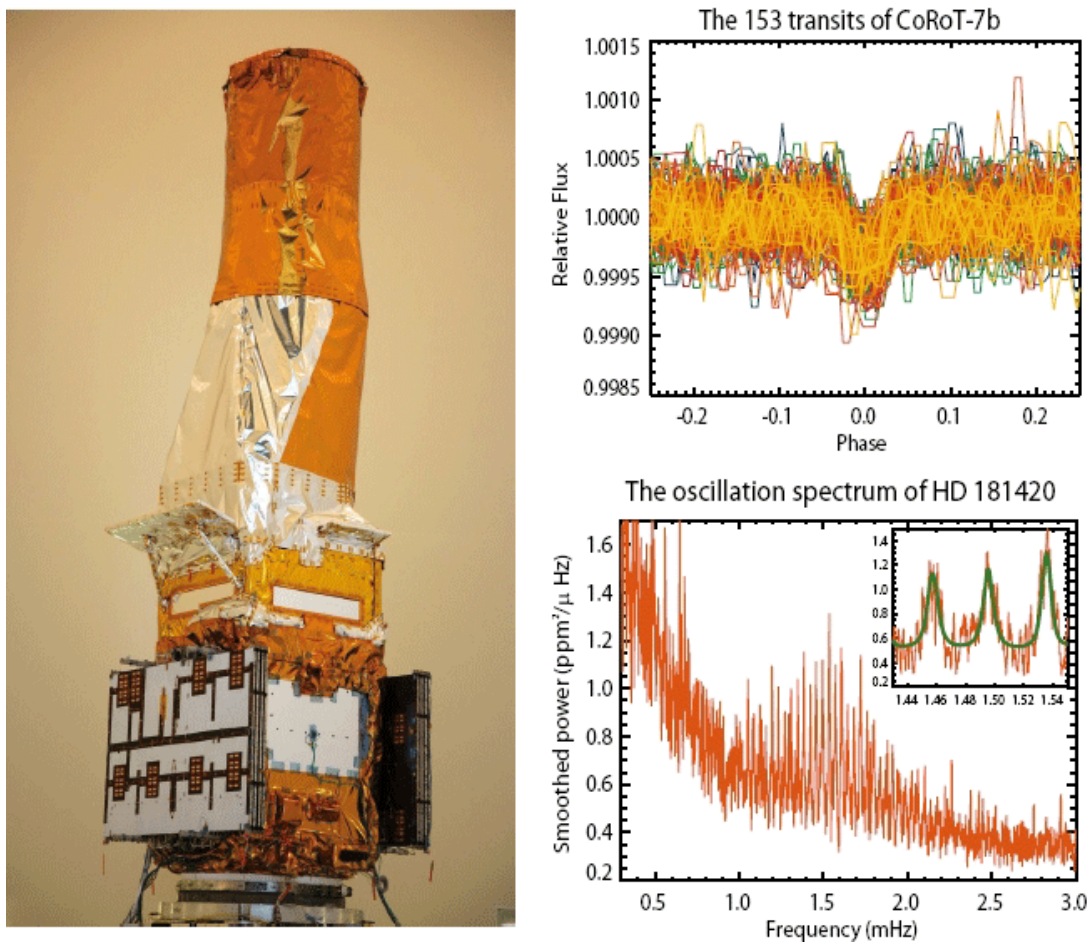 The 153 transits of CoRoT-7b
1.0015
1.0010
1.0005
1.0000
0.9995
0.9990
0.9985
Relative Flux
-0.2 -0.1 0.0 0.1 0.2
Phase
The oscillation spectrum of HD 181420
1.6
1.4
1.2
1.0
0.8
0.6
0.4
0.2
Smoothed power (ppm²/μ Hz)
1.4
1.2
1.0
0.8
0.6
0.4
0.2
1.44 1.46 1.48 1.50 1.52 1.54
0.5 1.0 1.5 2.0 2.5 3.0
Frequency (mHz)